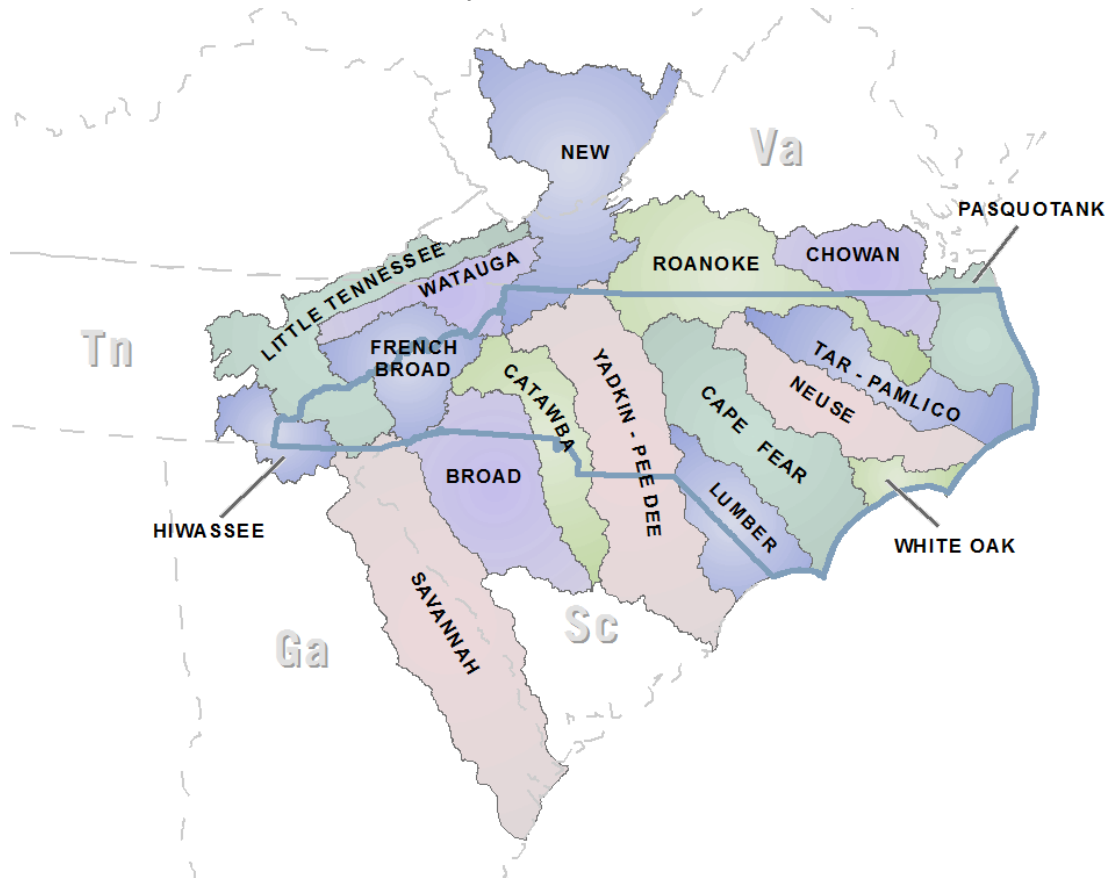 NEW
Va
PASQUOTANK
CHOWAN
ROANOKE
LITTLE TENNESSEE
WATAUGA
Tn
FRENCH
BROAD
YADKIN - PEE DEE
CATAWBA
CAPE FEAR
TAR - PAMLICO
NEUSE
BROAD
LUMBER
HIWASSEE
WHITE OAK
SAVANNAH
Sc
Ga